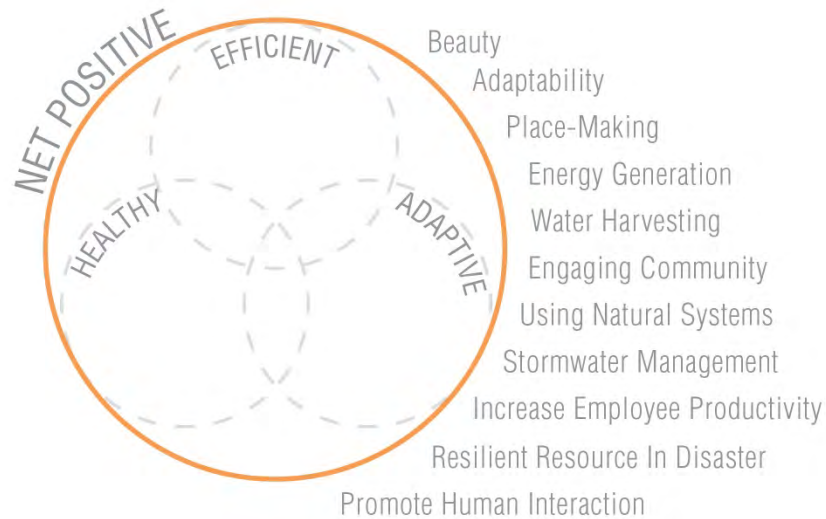 NET POSITIVE
EFFICIENT
HEALTHY
ADAPTIVE
Beauty
Adaptability
Place-Making
Energy Generation
Water Harvesting
Engaging Community
Using Natural Systems
Stormwater Management
Increase Employee Productivity
Resilient Resource In Disaster
Promote Human Interaction